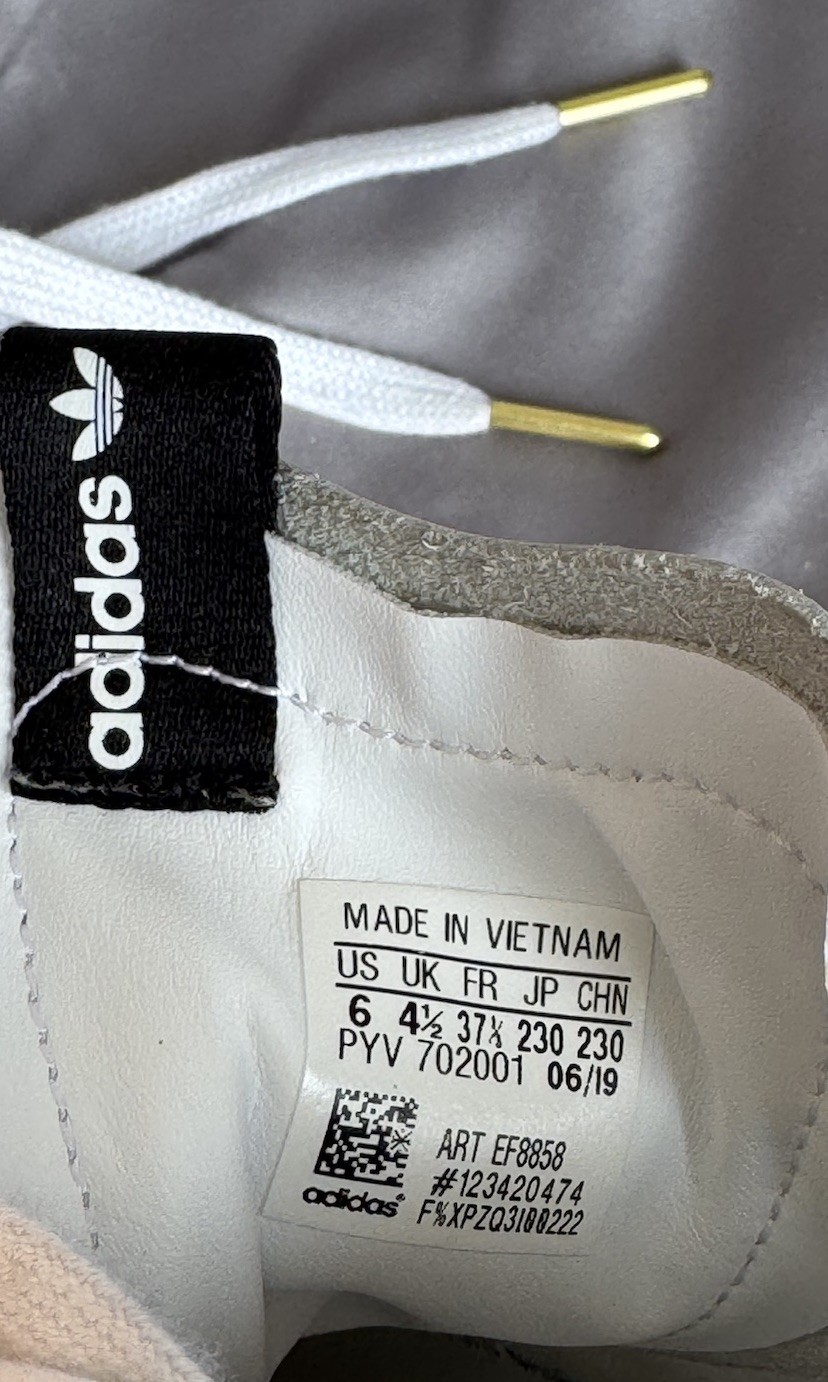 adidas
MADE IN VIETNAM
US UK FR JP CHN
6 4½ 37⅓ 230 230
PYV 702001 06/19
ART EF8858
#123420474
adidas®
F%XPZQ3I00222